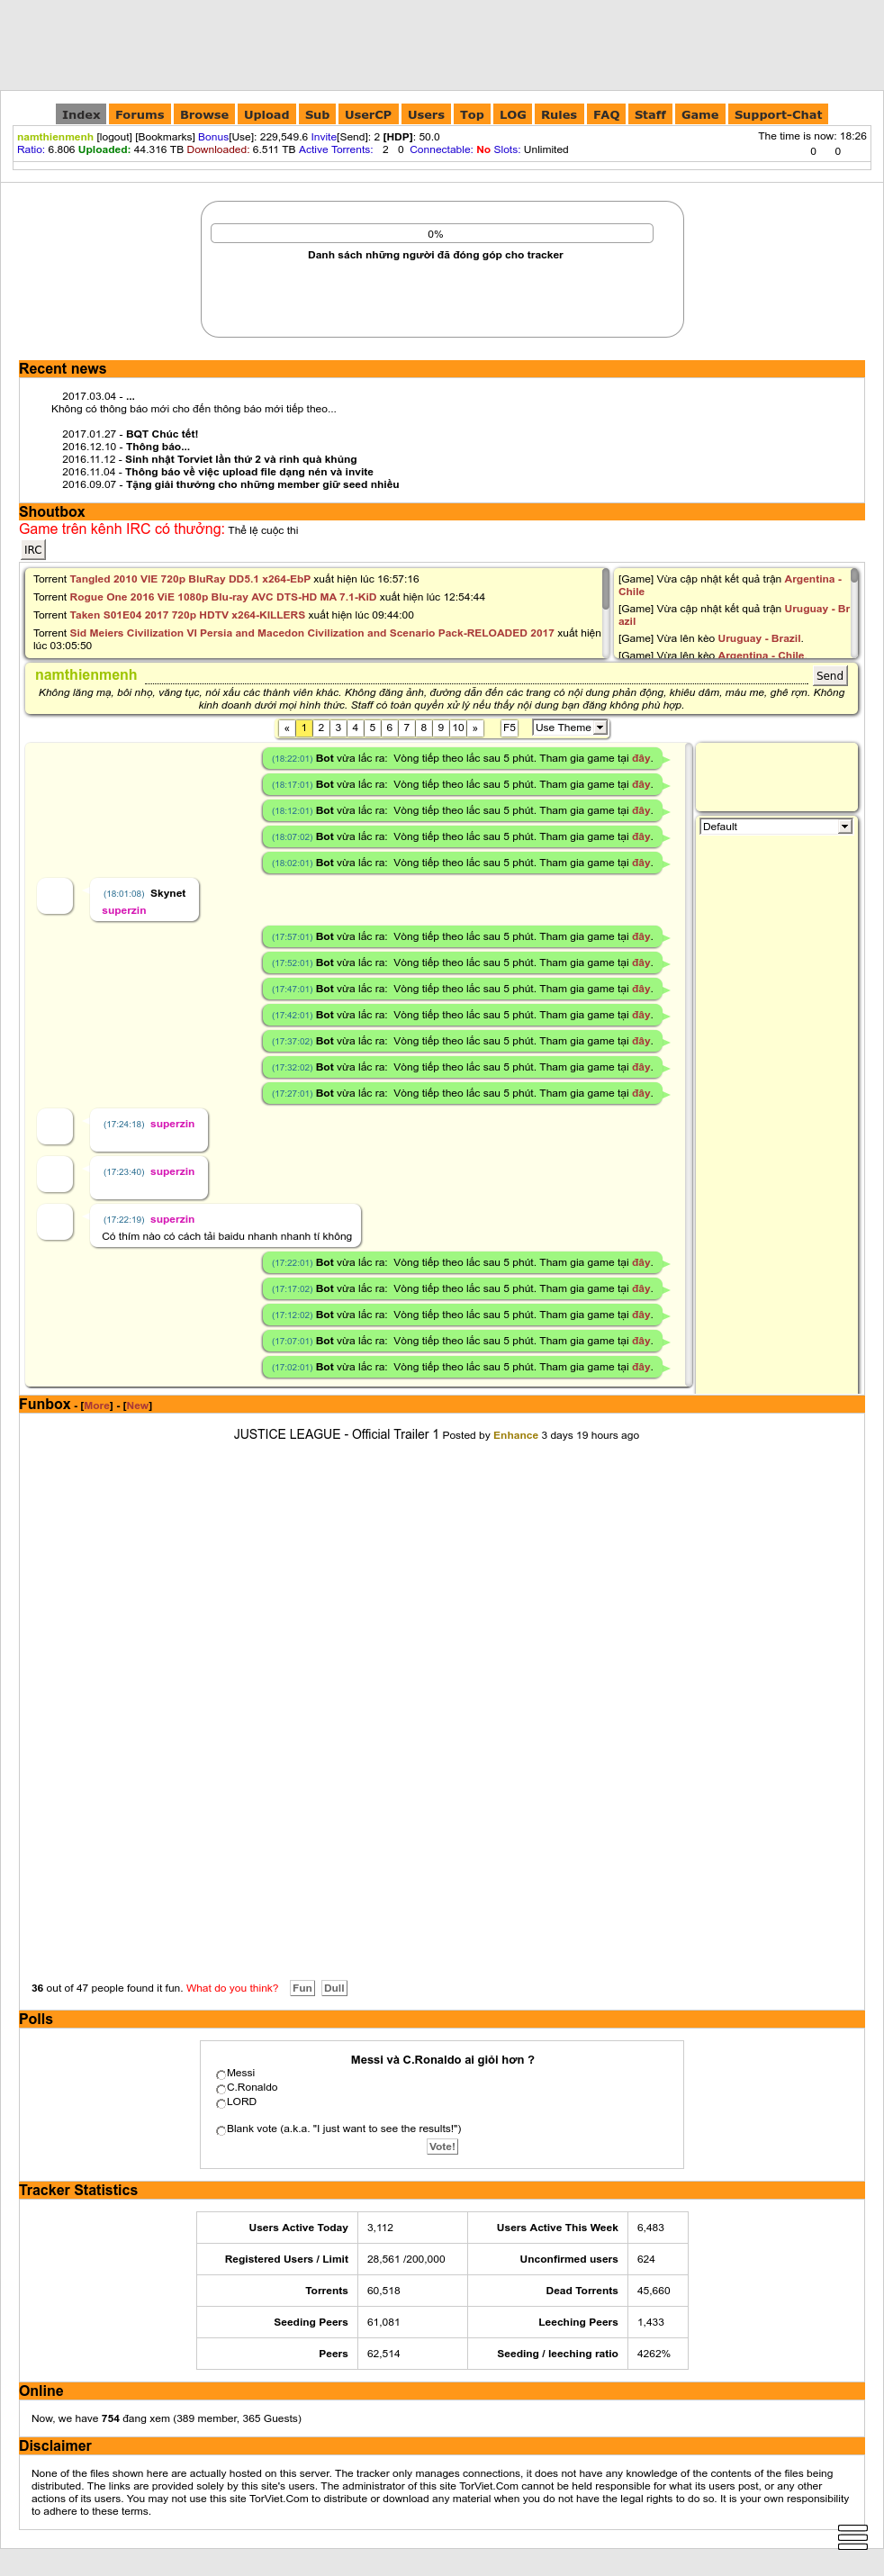 Index Forums Browse Upload Sub UserCP Users Top LOG Rules FAQ Staff Game Support-Chat
namthienmenh [logout] [Bookmarks] Bonus[Use]: 229,549.6 Invite[Send]: 2 [HDP]: 50.0
The time is now: 18:26
Ratio: 6.806 Uploaded: 44.316 TB Downloaded: 6.511 TB Active Torrents: 2 0 Connectable: No Slots: Unlimited
0 0
0%
Danh sách những người đã đóng góp cho tracker
Recent news
2017.03.04 - ...
Không có thông báo mới cho đến thông báo mới tiếp theo...
2017.01.27 - BQT Chúc tết!
2016.12.10 - Thông báo...
2016.11.12 - Sinh nhật Torviet lần thứ 2 và rinh quà khủng
2016.11.04 - Thông báo về việc upload file dạng nén và invite
2016.09.07 - Tặng giải thưởng cho những member giữ seed nhiều
Shoutbox
Game trên kênh IRC có thưởng: Thể lệ cuộc thi
IRC
Torrent Tangled 2010 ViE 720p BluRay DD5.1 x264-EbP xuất hiện lúc 16:57:16
Torrent Rogue One 2016 ViE 1080p Blu-ray AVC DTS-HD MA 7.1-KiD xuất hiện lúc 12:54:44
Torrent Taken S01E04 2017 720p HDTV x264-KILLERS xuất hiện lúc 09:44:00
Torrent Sid Meiers Civilization VI Persia and Macedon Civilization and Scenario Pack-RELOADED 2017 xuất hiện
lúc 03:05:50
[Game] Vừa cập nhật kết quả trận Argentina -
Chile
[Game] Vừa cập nhật kết quả trận Uruguay - Br
azil
[Game] Vừa lên kèo Uruguay - Brazil.
[Game] Vừa lên kèo Argentina - Chile
namthienmenh
Send
Không lăng mạ, bôi nhọ, văng tục, nói xấu các thành viên khác. Không đăng ảnh, đường dẫn đến các trang có nội dung phản động, khiêu dâm, máu me, ghê rợn. Không
kinh doanh dưới mọi hình thức. Staff có toàn quyền xử lý nếu thấy nội dung bạn đăng không phù hợp.
« 1 2 3 4 5 6 7 8 9 10 » F5 Use Theme
(18:22:01) Bot vừa lắc ra: Vòng tiếp theo lắc sau 5 phút. Tham gia game tại đây.
(18:17:01) Bot vừa lắc ra: Vòng tiếp theo lắc sau 5 phút. Tham gia game tại đây.
(18:12:01) Bot vừa lắc ra: Vòng tiếp theo lắc sau 5 phút. Tham gia game tại đây.
(18:07:02) Bot vừa lắc ra: Vòng tiếp theo lắc sau 5 phút. Tham gia game tại đây.
(18:02:01) Bot vừa lắc ra: Vòng tiếp theo lắc sau 5 phút. Tham gia game tại đây.
Default
(18:01:08) Skynet
superzin
(17:57:01) Bot vừa lắc ra: Vòng tiếp theo lắc sau 5 phút. Tham gia game tại đây.
(17:52:01) Bot vừa lắc ra: Vòng tiếp theo lắc sau 5 phút. Tham gia game tại đây.
(17:47:01) Bot vừa lắc ra: Vòng tiếp theo lắc sau 5 phút. Tham gia game tại đây.
(17:42:01) Bot vừa lắc ra: Vòng tiếp theo lắc sau 5 phút. Tham gia game tại đây.
(17:37:02) Bot vừa lắc ra: Vòng tiếp theo lắc sau 5 phút. Tham gia game tại đây.
(17:32:02) Bot vừa lắc ra: Vòng tiếp theo lắc sau 5 phút. Tham gia game tại đây.
(17:27:01) Bot vừa lắc ra: Vòng tiếp theo lắc sau 5 phút. Tham gia game tại đây.
(17:24:18) superzin
(17:23:40) superzin
(17:22:19) superzin
Có thím nào có cách tải baidu nhanh nhanh tí không
(17:22:01) Bot vừa lắc ra: Vòng tiếp theo lắc sau 5 phút. Tham gia game tại đây.
(17:17:02) Bot vừa lắc ra: Vòng tiếp theo lắc sau 5 phút. Tham gia game tại đây.
(17:12:02) Bot vừa lắc ra: Vòng tiếp theo lắc sau 5 phút. Tham gia game tại đây.
(17:07:01) Bot vừa lắc ra: Vòng tiếp theo lắc sau 5 phút. Tham gia game tại đây.
(17:02:01) Bot vừa lắc ra: Vòng tiếp theo lắc sau 5 phút. Tham gia game tại đây.
Funbox - [More] - [New]
JUSTICE LEAGUE - Official Trailer 1 Posted by Enhance 3 days 19 hours ago
36 out of 47 people found it fun. What do you think? Fun Dull
Polls
Messi và C.Ronaldo ai giỏi hơn ?
Messi
C.Ronaldo
LORD
Blank vote (a.k.a. "I just want to see the results!")
Vote!
Tracker Statistics
Users Active Today 3,112 Users Active This Week 6,483
Registered Users / Limit 28,561 /200,000 Unconfirmed users 624
Torrents 60,518 Dead Torrents 45,660
Seeding Peers 61,081 Leeching Peers 1,433
Peers 62,514 Seeding / leeching ratio 4262%
Online
Now, we have 754 đang xem (389 member, 365 Guests)
Disclaimer
None of the files shown here are actually hosted on this server. The tracker only manages connections, it does not have any knowledge of the contents of the files being
distributed. The links are provided solely by this site's users. The administrator of this site TorViet.Com cannot be held responsible for what its users post, or any other
actions of its users. You may not use this site TorViet.Com to distribute or download any material when you do not have the legal rights to do so. It is your own responsibility
to adhere to these terms.